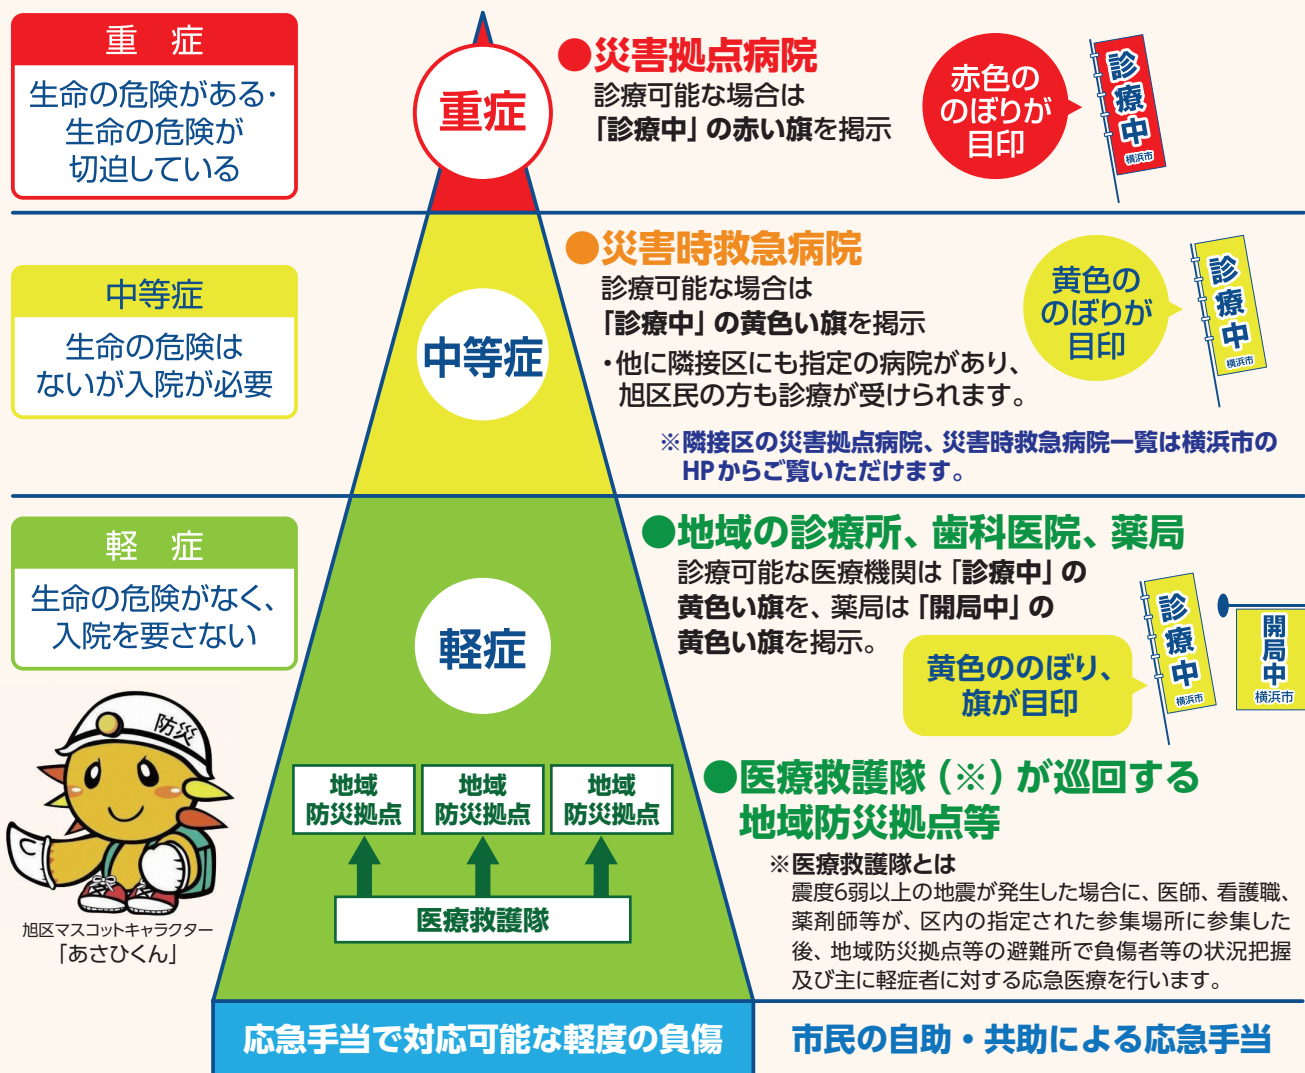 重 症
生命の危険がある・
生命の危険が
切迫している
重症
●災害拠点病院
診療可能な場合は
「診療中」の赤い旗を掲示
赤色の
のぼりが
目印
診療中
横浜市
中等症
生命の危険は
ないが入院が必要
中等症
●災害時救急病院
診療可能な場合は
「診療中」の黄色い旗を掲示
・他に隣接区にも指定の病院があり、
旭区民の方も診療が受けられます。
※隣接区の災害拠点病院、災害時救急病院一覧は横浜市の
HPからご覧いただけます。
黄色の
のぼりが
目印
診療中
横浜市
軽 症
生命の危険がなく、
入院を要さない
軽症
●地域の診療所、歯科医院、薬局
診療可能な医療機関は「診療中」の
黄色い旗を、薬局は「開局中」の
黄色い旗を掲示。
黄色ののぼり、
旗が目印
診療中
横浜市
開局中
横浜市
防災
旭区マスコットキャラクター
「あさひくん」
地域
防災拠点
地域
防災拠点
地域
防災拠点
医療救護隊
●医療救護隊（※）が巡回する
地域防災拠点等
※医療救護隊とは
震度6弱以上の地震が発生した場合に、医師、看護職、
薬剤師等が、区内の指定された参集場所に参集した
後、地域防災拠点等の避難所で負傷者等の状況把握
及び主に軽症者に対する応急医療を行います。
応急手当で対応可能な軽度の負傷
市民の自助・共助による応急手当